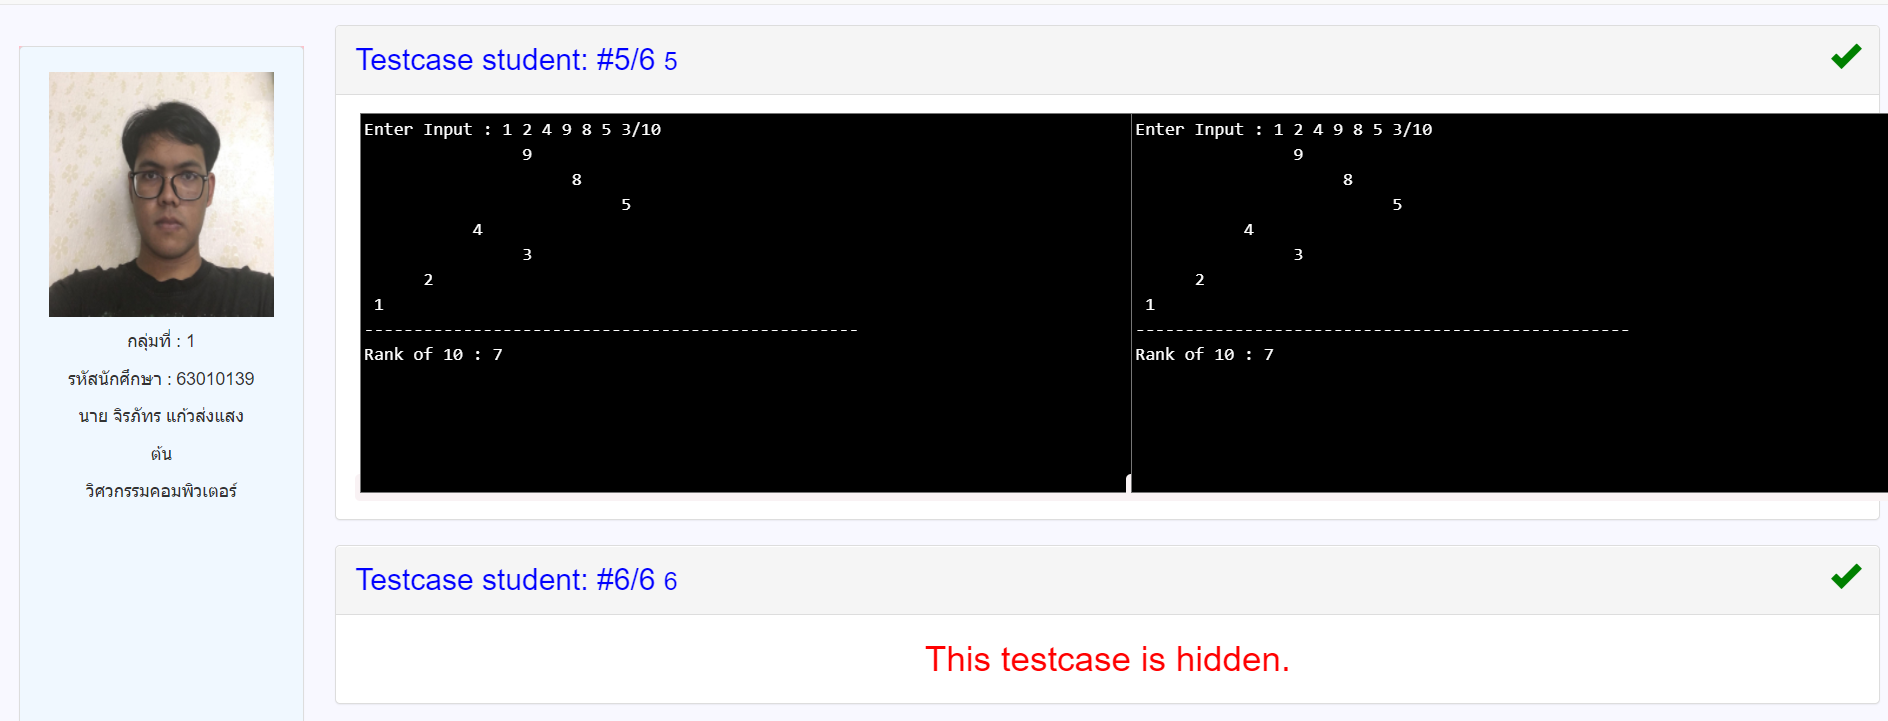 กลุ่มที่ : 1
รหัสนักศึกษา : 63010139
นาย จิรภัทร แก้วส่งแสง
ต้น
วิศวกรรมคอมพิวเตอร์
Testcase student: #5/6 5
Enter Input : 1 2 4 9 8 5 3/10
9
8
5
4
3
2
1
--------------------------------------------------
Rank of 10 : 7
Enter Input : 1 2 4 9 8 5 3/10
9
8
5
4
3
2
1
--------------------------------------------------
Rank of 10 : 7
Testcase student: #6/6 6
This testcase is hidden.